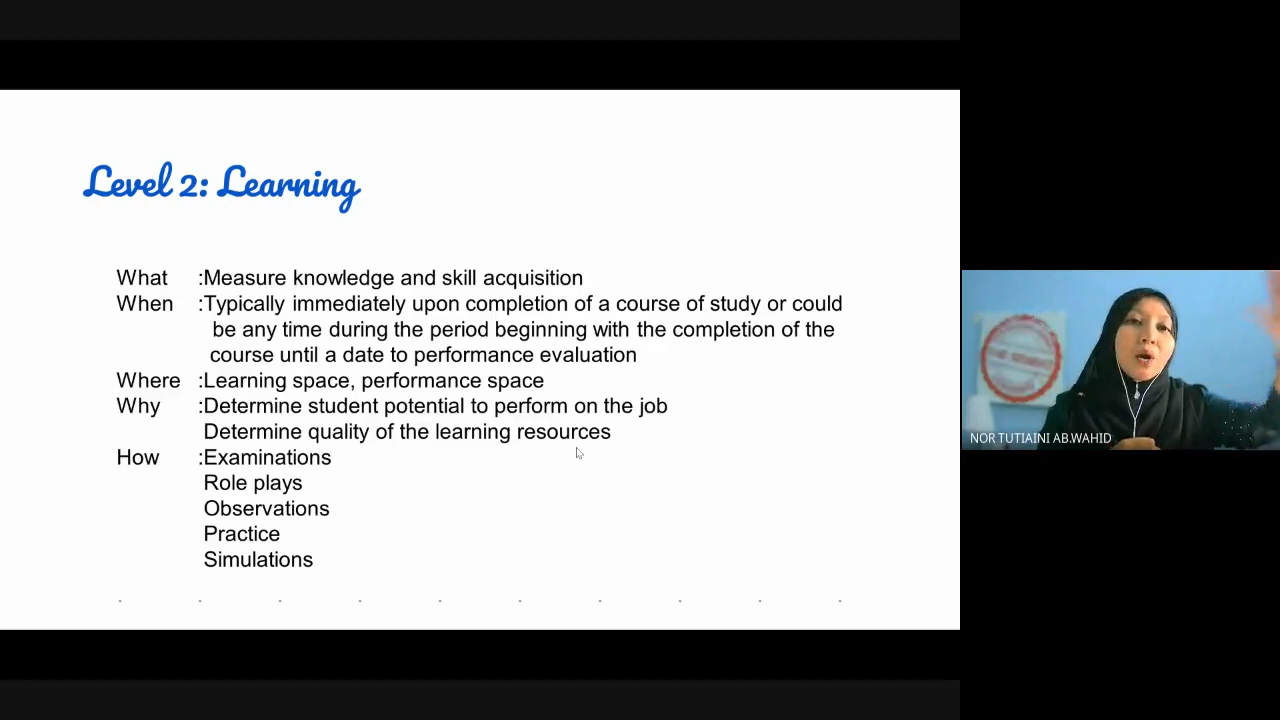 Level 2: Learning
What :Measure knowledge and skill acquisition
When :Typically immediately upon completion of a course of study or could
be any time during the period beginning with the completion of the
course until a date to performance evaluation
Where :Learning space, performance space
Why :Determine student potential to perform on the job
Determine quality of the learning resources
How :Examinations
Role plays
Observations
Practice
Simulations
NOR TUTIAINI AB.WAHID